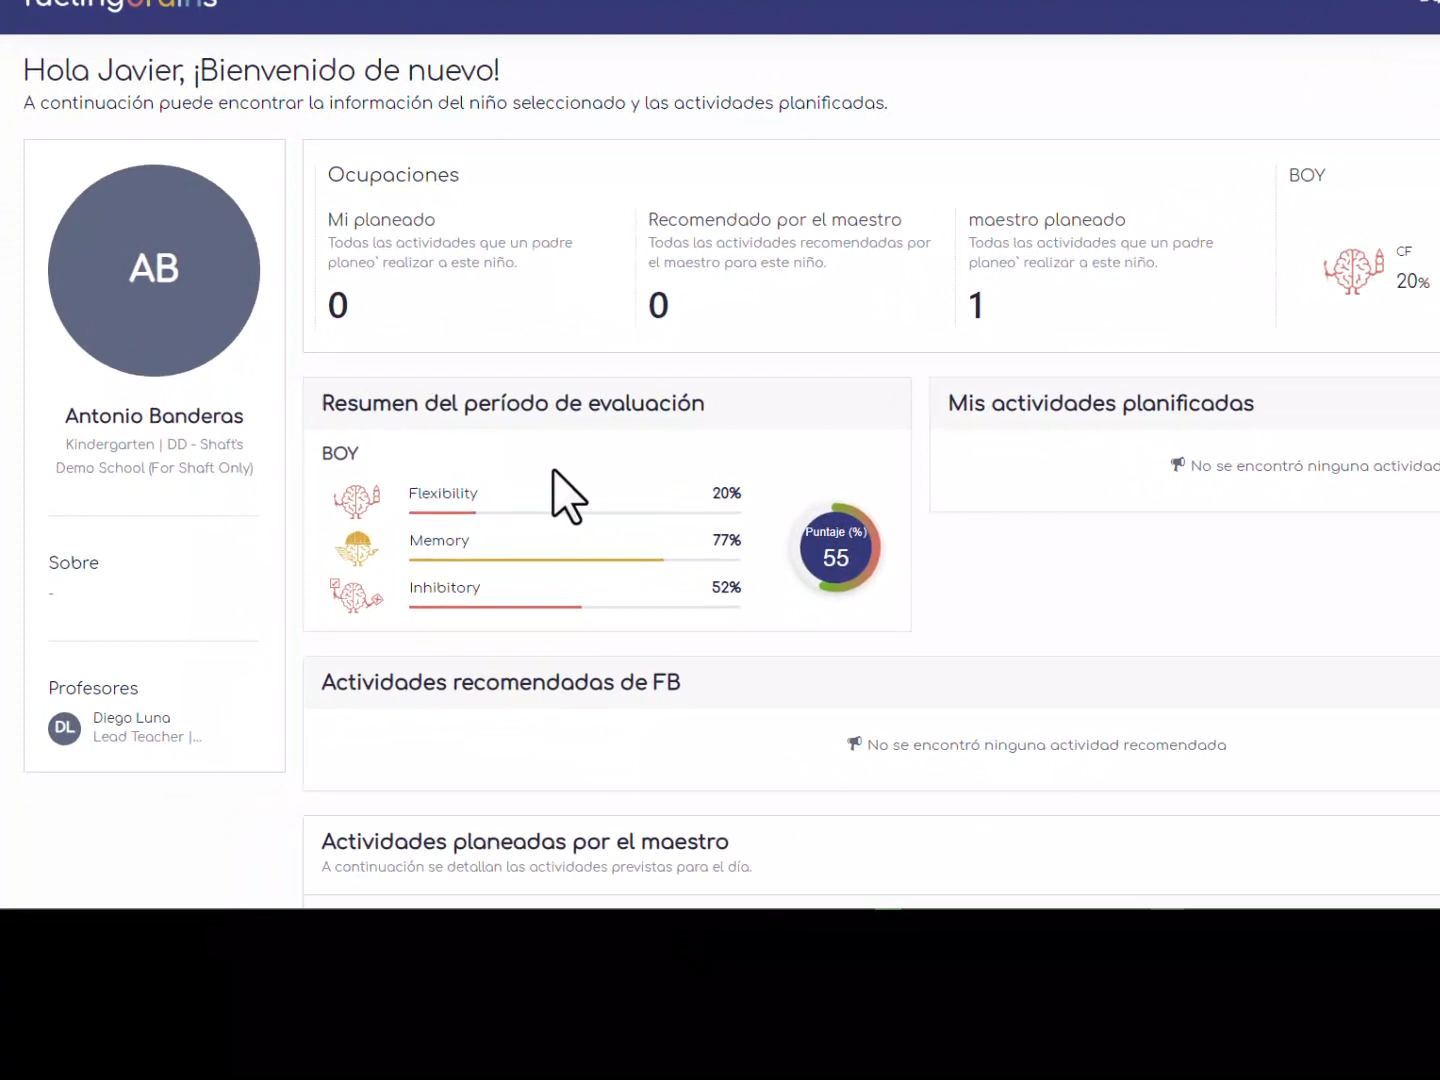 fuelingbrains
Hola Javier, ¡Bienvenido de nuevo!
A continuación puede encontrar la información del niño seleccionado y las actividades planificadas.
AB
Antonio Banderas
Kindergarten | DD - Shaft's
Demo School (For Shaft Only)
Sobre
-
Profesores
DL
Diego Luna
Lead Teacher |...
Ocupaciones
Mi planeado
Todas las actividades que un padre
planeo` realizar a este niño.
0
Recomendado por el maestro
Todas las actividades recomendadas por
el maestro para este niño.
0
maestro planeado
Todas las actividades que un padre
planeo` realizar a este niño.
1
BOY
CF
20%
Resumen del período de evaluación
BOY
Flexibility 20%
Memory 77%
Inhibitory 52%
Puntaje (%)
55
Mis actividades planificadas
No se encontró ninguna actividad
Actividades recomendadas de FB
No se encontró ninguna actividad recomendada
Actividades planeadas por el maestro
A continuación se detallan las actividades previstas para el día.